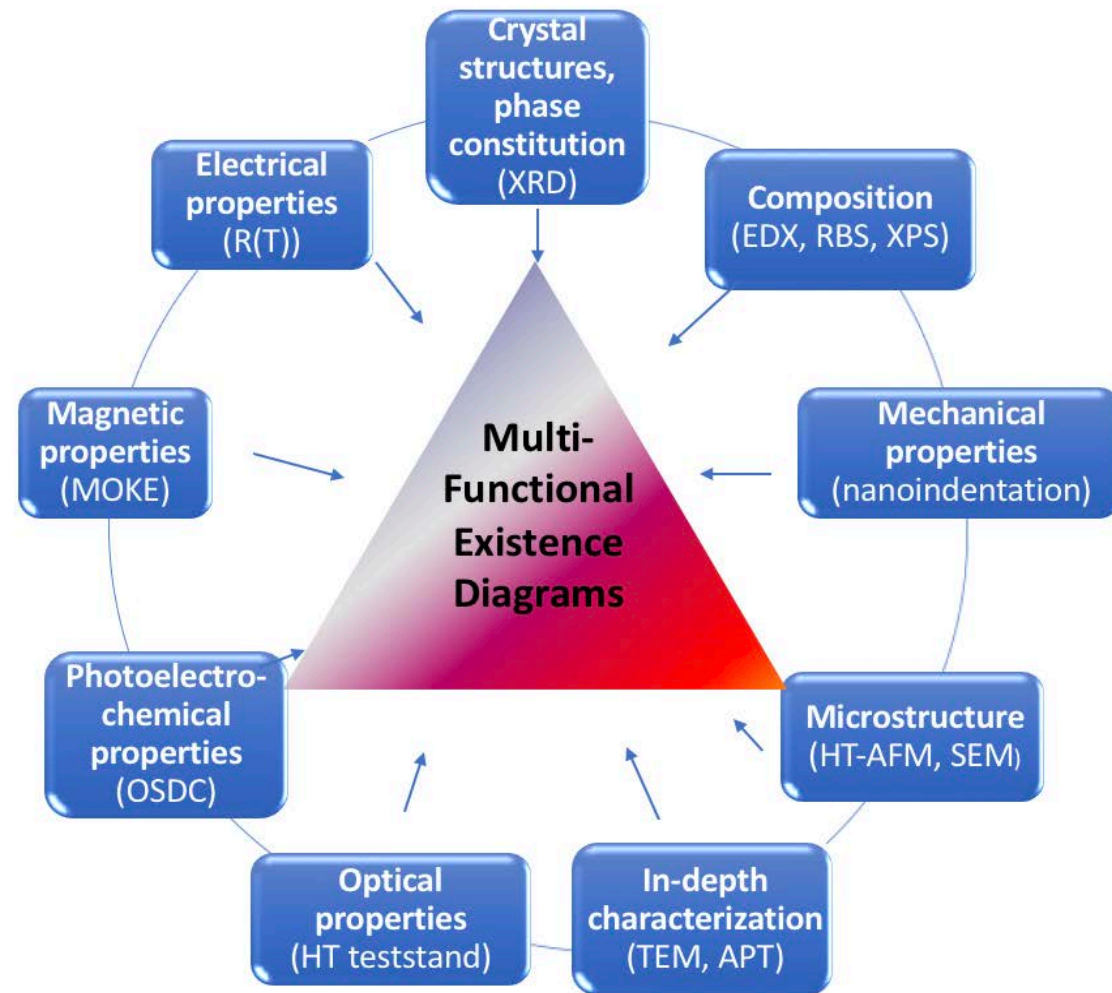 Crystal
structures,
phase
constitution
(XRD)
Composition
(EDX, RBS, XPS)
Mechanical
properties
(nanoindentation)
Microstructure
(HT-AFM, SEM)
In-depth
characterization
(TEM, APT)
Optical
properties
(HT teststand)
Photoelectro-
chemical
properties
(OSDC)
Magnetic
properties
(MOKE)
Electrical
properties
(R(T))
Multi-
Functional
Existence
Diagrams